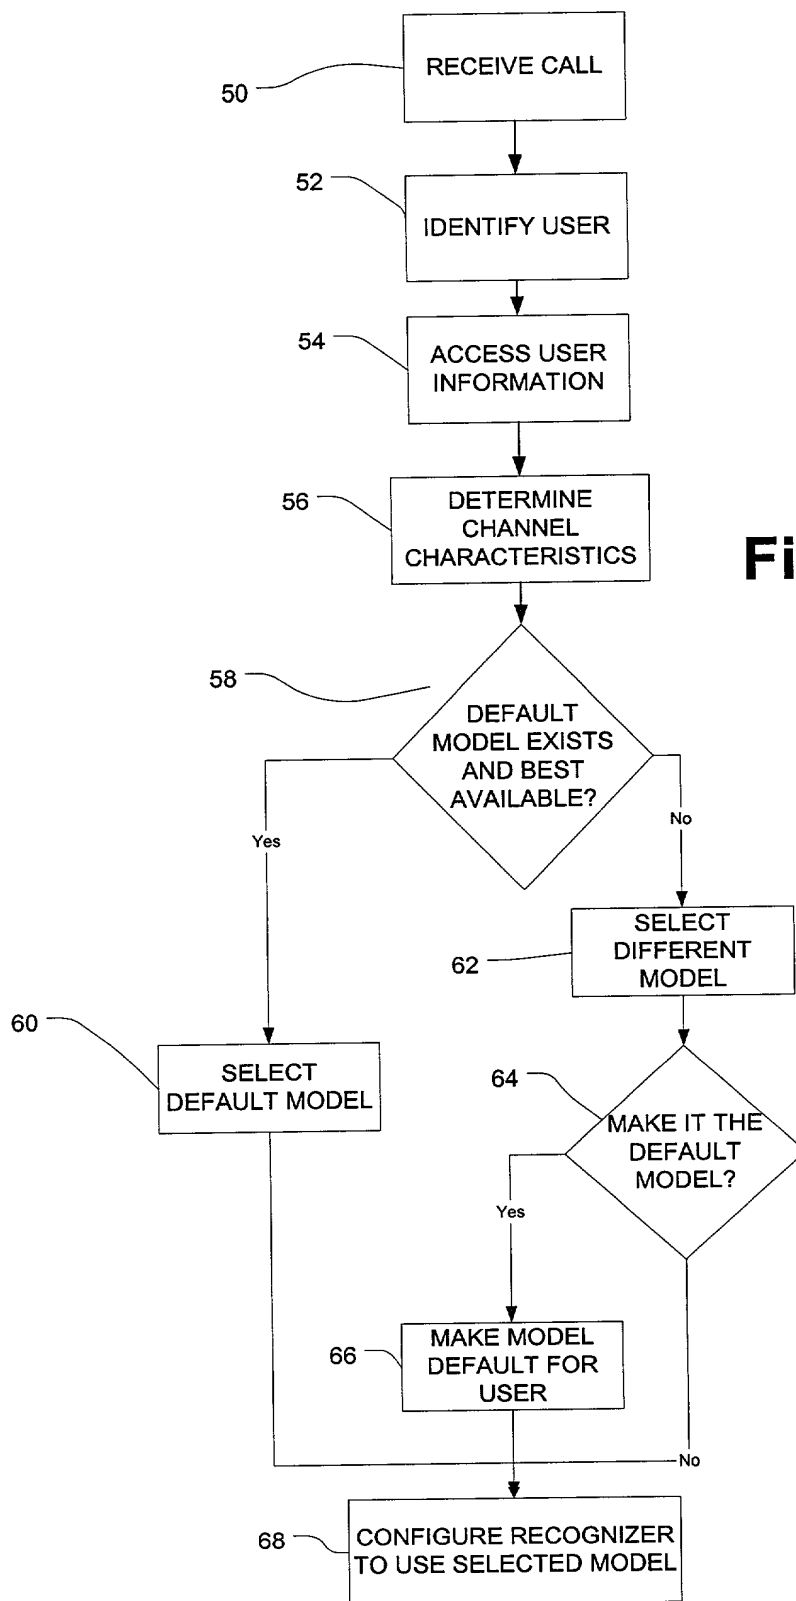 RECEIVE CALL
50
52
IDENTIFY USER
54
ACCESS USER
INFORMATION
56
DETERMINE
CHANNEL
CHARACTERISTICS
Fi
58
DEFAULT
MODEL EXISTS
AND BEST
AVAILABLE?
Yes
No
SELECT
DIFFERENT
MODEL
62
60
SELECT
DEFAULT MODEL
64
MAKE IT THE
DEFAULT
MODEL?
Yes
MAKE MODEL
DEFAULT FOR
USER
66
No
68
CONFIGURE RECOGNIZER
TO USE SELECTED MODEL